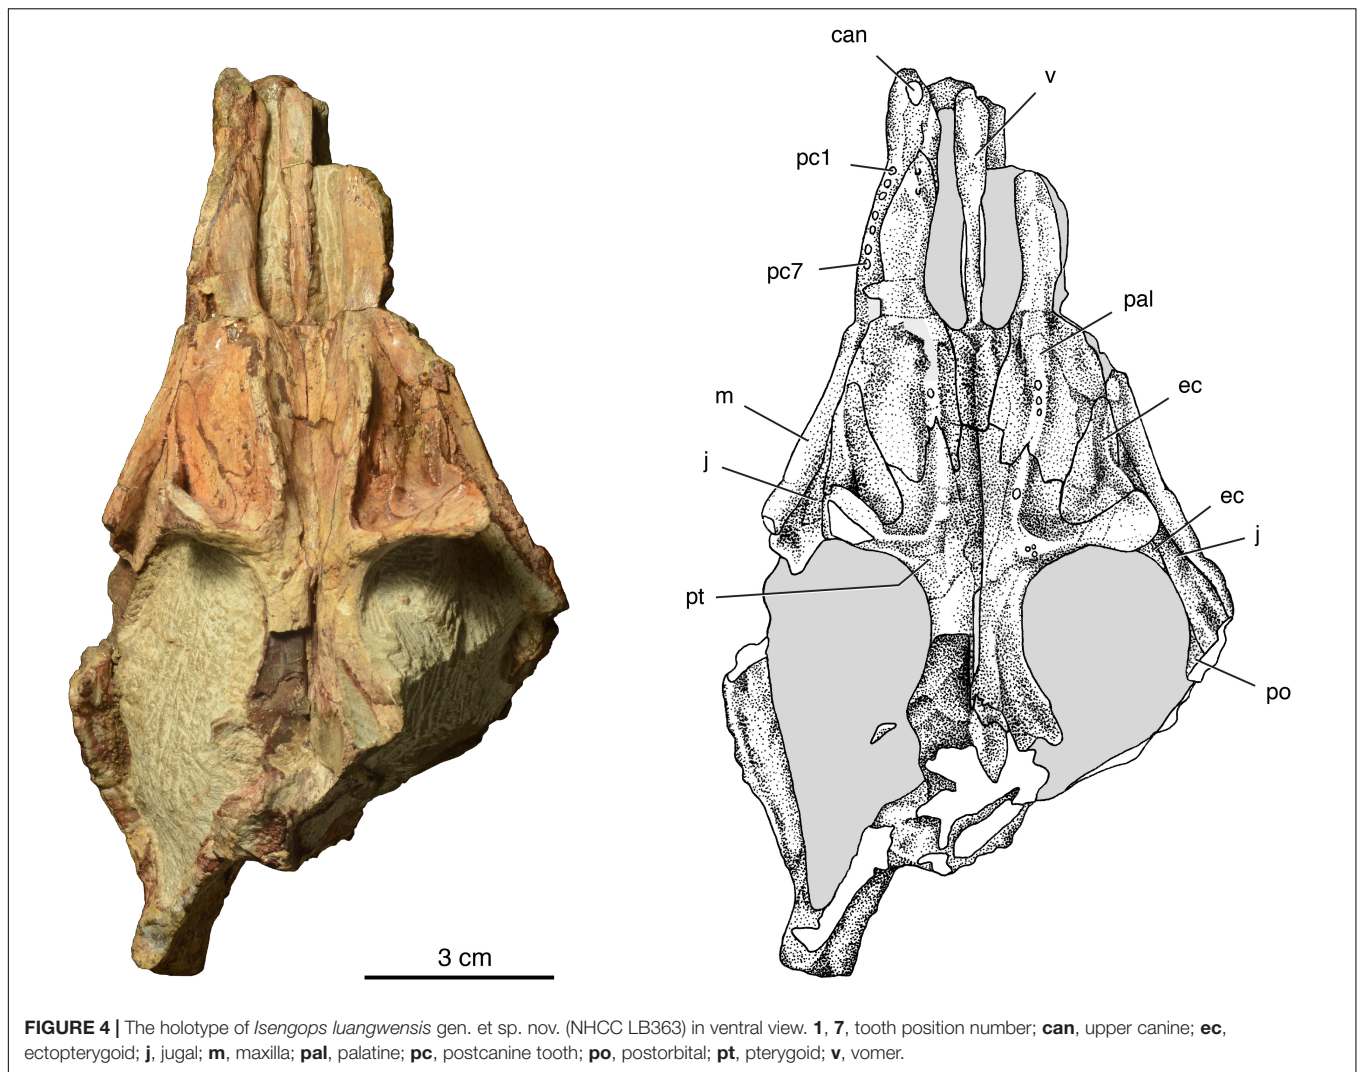 can
v
pc1
pc7
pal
m
ec
j
ec
j
pt
po
3 cm
FIGURE 4 | The holotype of Isengops luangwensis gen. et sp. nov. (NHCC LB363) in ventral view. 1, 7, tooth position number; can, upper canine; ec,
ectopterygoid; j, jugal; m, maxilla; pal, palatine; pc, postcanine tooth; po, postorbital; pt, pterygoid; v, vomer.